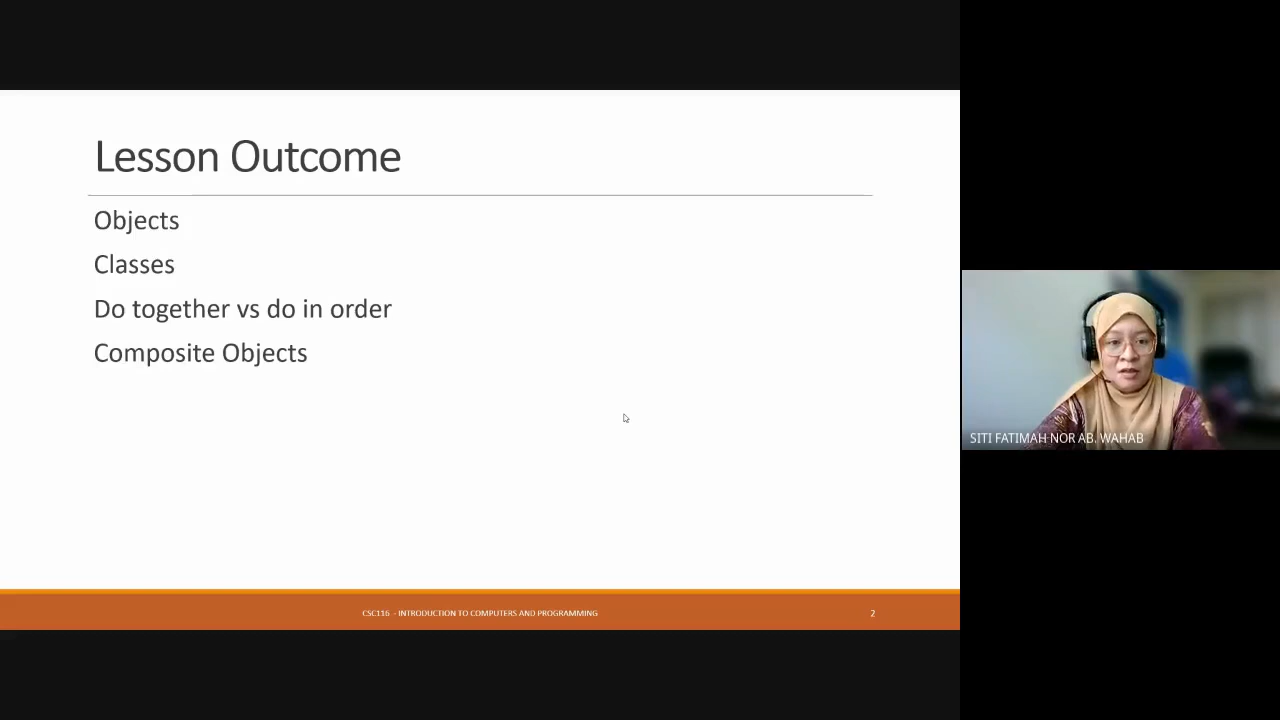 Lesson Outcome
Objects
Classes
Do together vs do in order
Composite Objects
SITI FATIMAH NOR AB. WAHAB
CSC116 - INTRODUCTION TO COMPUTERS AND PROGRAMMING
2